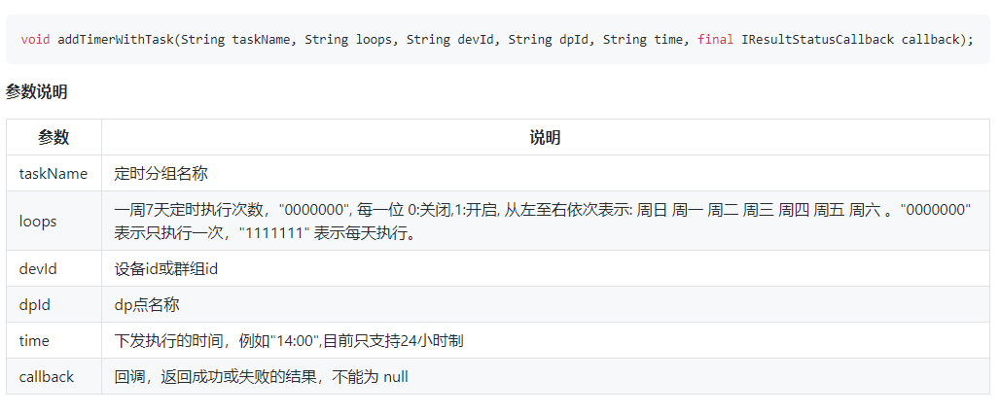 void addTimerWithTask(String taskName, String loops, String devId, String dpId, String time, final IResultStatusCallback callback);
参数说明
参数 说明
taskName 定时分组名称
loops 一周7天定时执行次数，"0000000", 每一位 0:关闭,1:开启, 从左至右依次表示: 周日 周一 周二 周三 周四 周五 周六 。"0000000"
表示只执行一次，"1111111" 表示每天执行。
devId 设备id或群组id
dpId dp点名称
time 下发执行的时间，例如"14:00",目前只支持24小时制
callback 回调，返回成功或失败的结果，不能为 null